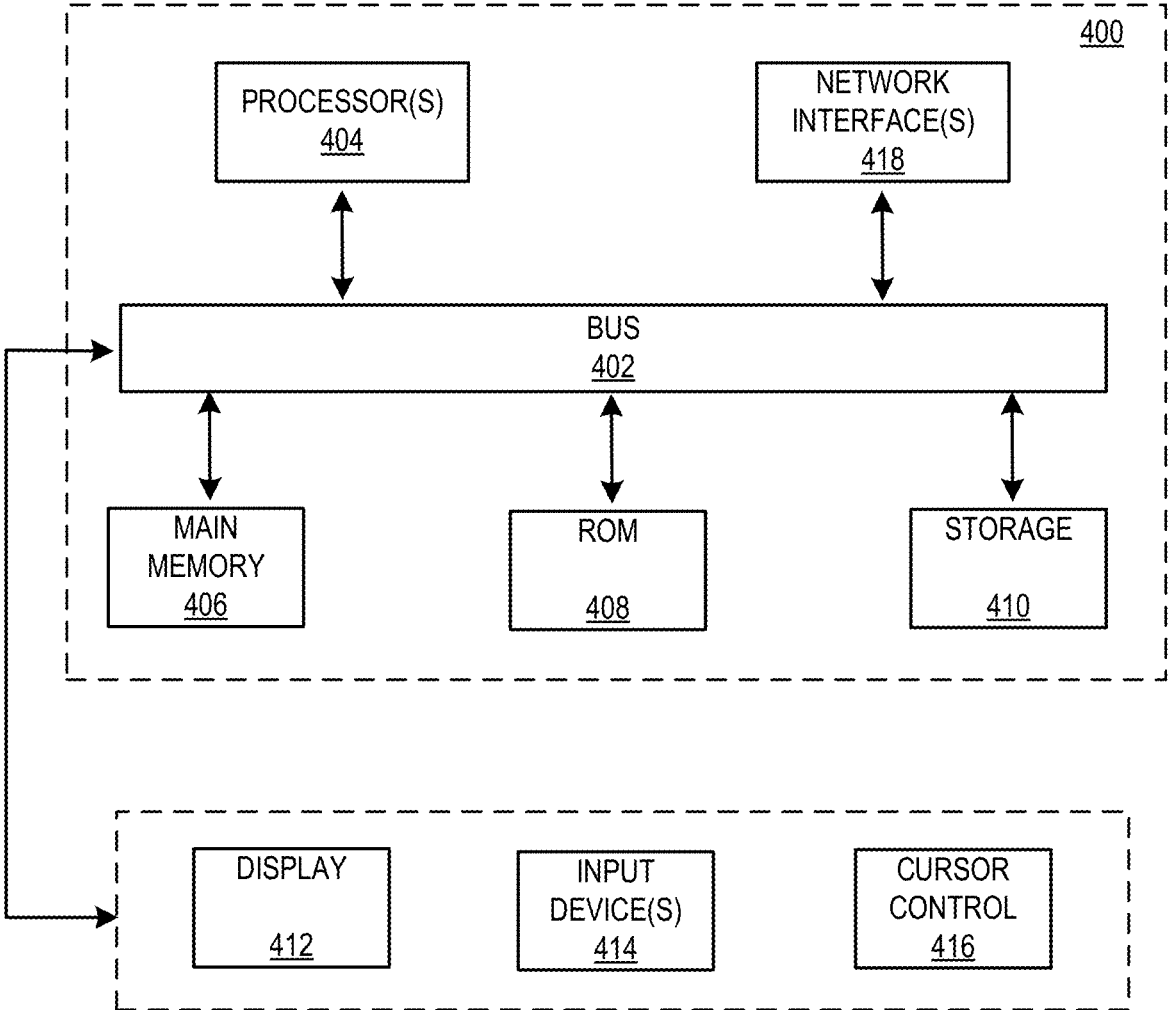 400
PROCESSOR(S)
404
NETWORK
INTERFACE(S)
418
BUS
402
MAIN
MEMORY
406
ROM
408
STORAGE
410
DISPLAY
412
INPUT
DEVICE(S)
414
CURSOR
CONTROL
416